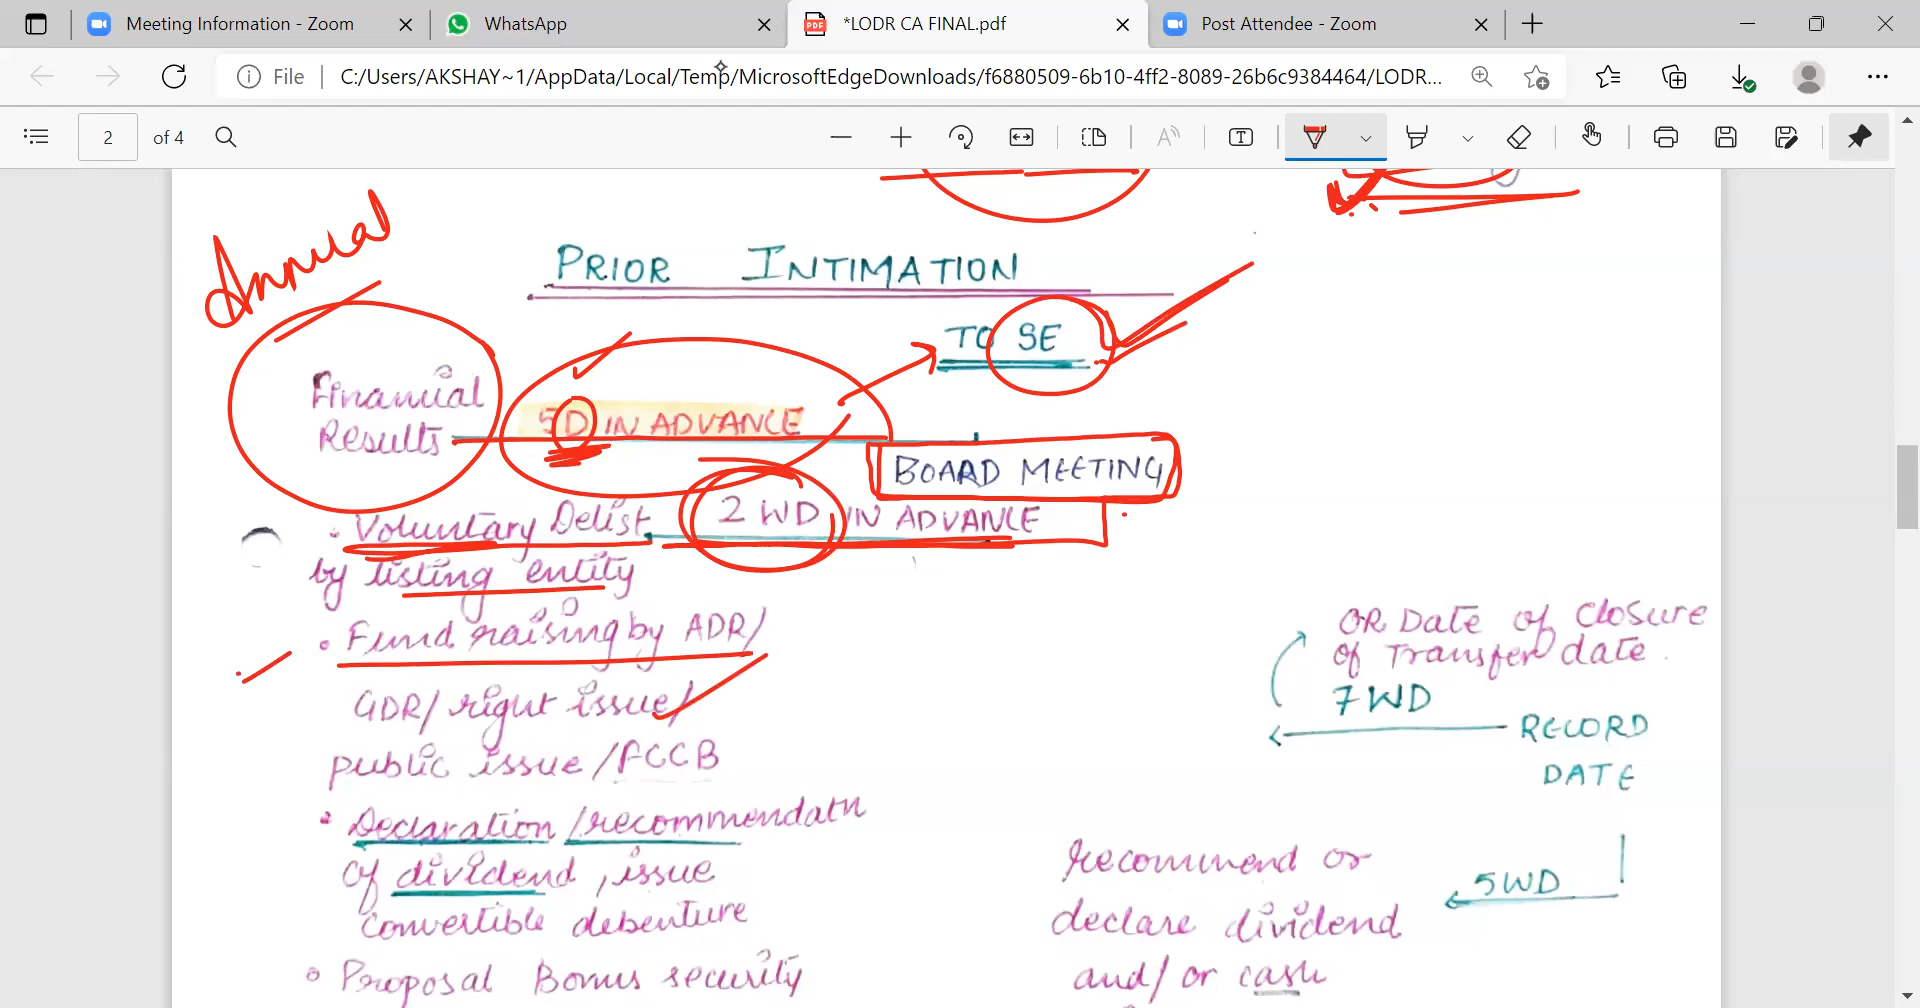 Meeting Information - Zoom
WhatsApp
*LODR CA FINAL.pdf
Post Attendee - Zoom
File
C:/Users/AKSHAY~1/AppData/Local/Temp/MicrosoftEdgeDownloads/f6880509-6b10-4ff2-8089-26b6c9384464/LODR...
2 of 4
Annual
PRIOR INTIMATION
TO SE
Financial
Results
5D IN ADVANCE
BOARD MEETING
• Voluntary Delist
2 WD IN ADVANCE
by listing entity
• Fund raising by ADR/
GDR/ right issue/
public issue /FCCB
• Declaration /recommendatn
of dividend, issue
convertible debenture
• Proposal Bonus security
OR Date of closure
of Transfer date.
7WD
RECORD
DATE
5WD
recommend or
declare dividend
and/ or cash